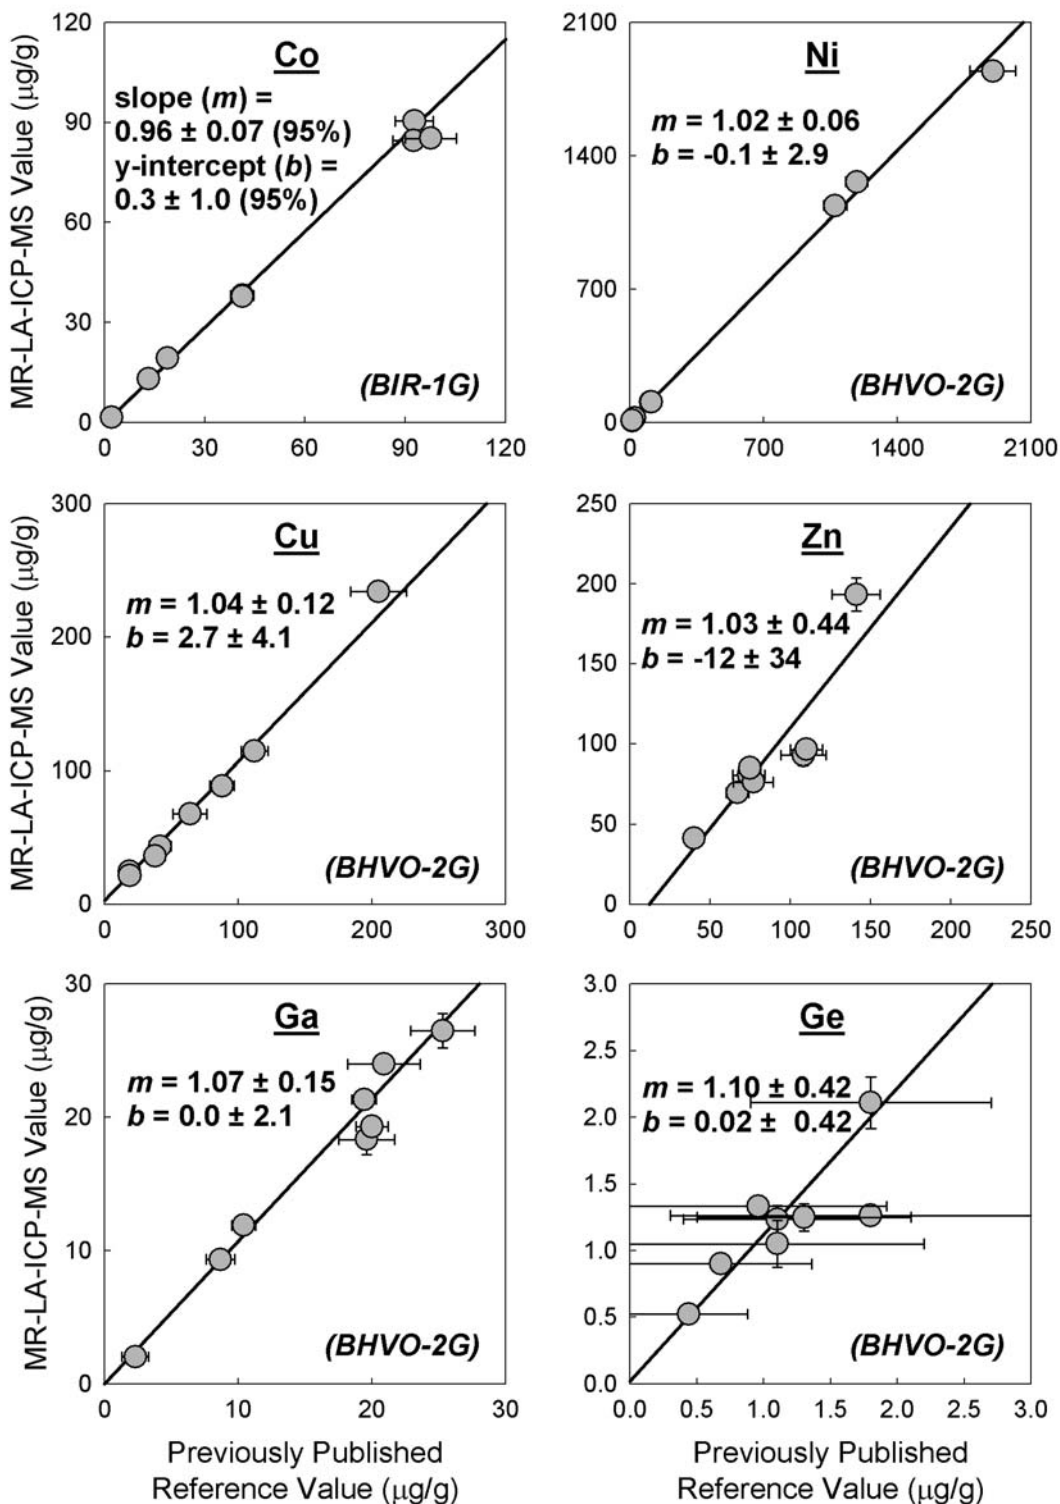 MR-LA-ICP-MS Value (μg/g)
120
90
60
30
0
Co
slope (m) =
0.96 ± 0.07 (95%)
y-intercept (b) =
0.3 ± 1.0 (95%)
(BIR-1G)
0 30 60 90 120
2100
1400
700
0
Ni
m = 1.02 ± 0.06
b = -0.1 ± 2.9
(BHVO-2G)
0 700 1400 2100
MR-LA-ICP-MS Value (μg/g)
300
200
100
0
Cu
m = 1.04 ± 0.12
b = 2.7 ± 4.1
(BHVO-2G)
0 100 200 300
250
200
150
100
50
0
Zn
m = 1.03 ± 0.44
b = -12 ± 34
(BHVO-2G)
0 50 100 150 200 250
MR-LA-ICP-MS Value (μg/g)
30
20
10
0
Ga
m = 1.07 ± 0.15
b = 0.0 ± 2.1
(BHVO-2G)
0 10 20 30
Previously Published
Reference Value (μg/g)
3.0
2.5
2.0
1.5
1.0
0.5
0.0
Ge
m = 1.10 ± 0.42
b = 0.02 ± 0.42
(BHVO-2G)
0.0 0.5 1.0 1.5 2.0 2.5 3.0
Previously Published
Reference Value (μg/g)